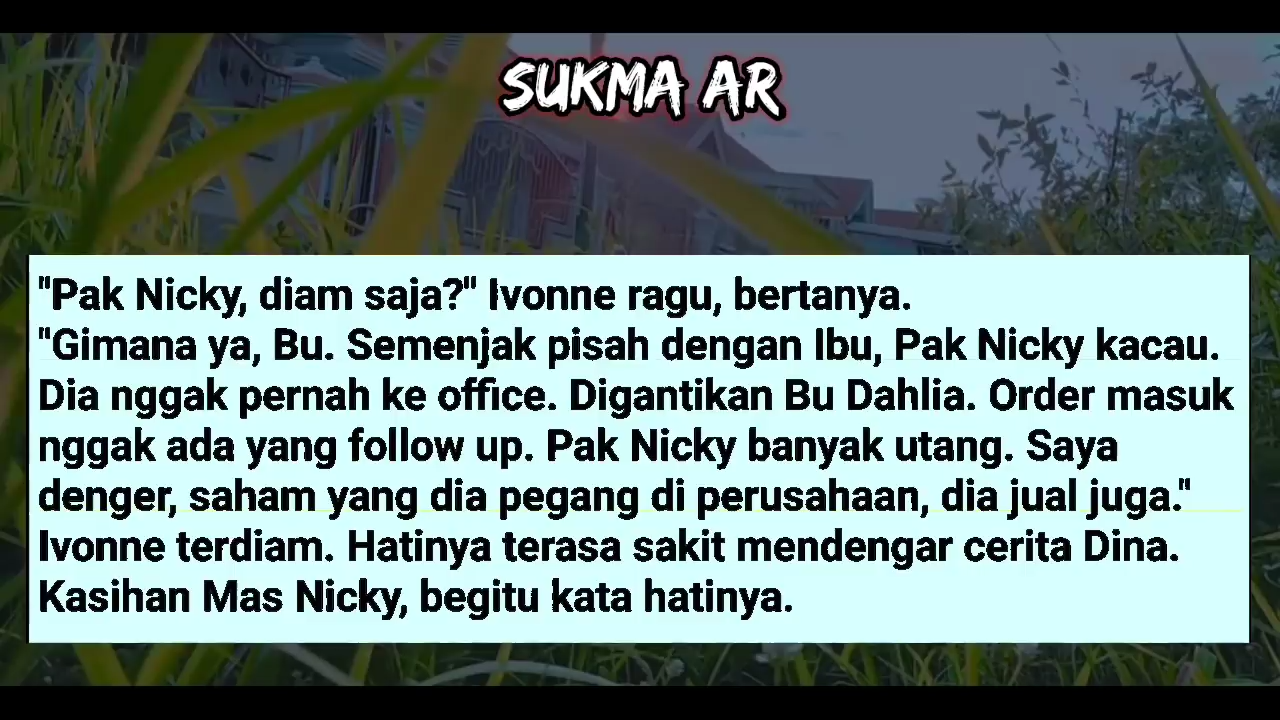 SUKMA AR
"Pak Nicky, diam saja?" Ivonne ragu, bertanya.
"Gimana ya, Bu. Semenjak pisah dengan Ibu, Pak Nicky kacau.
Dia nggak pernah ke office. Digantikan Bu Dahlia. Order masuk
nggak ada yang follow up. Pak Nicky banyak utang. Saya
denger, saham yang dia pegang di perusahaan, dia jual juga."
Ivonne terdiam. Hatinya terasa sakit mendengar cerita Dina.
Kasihan Mas Nicky, begitu kata hatinya.